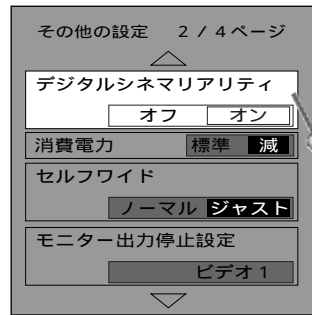 その他の設定 2/4ページ
デジタルシネマリアリティ
オフ オン
消費電力 標準 減
セルフワイド
ノーマル ジャスト
モニター出力停止設定
ビデオ1